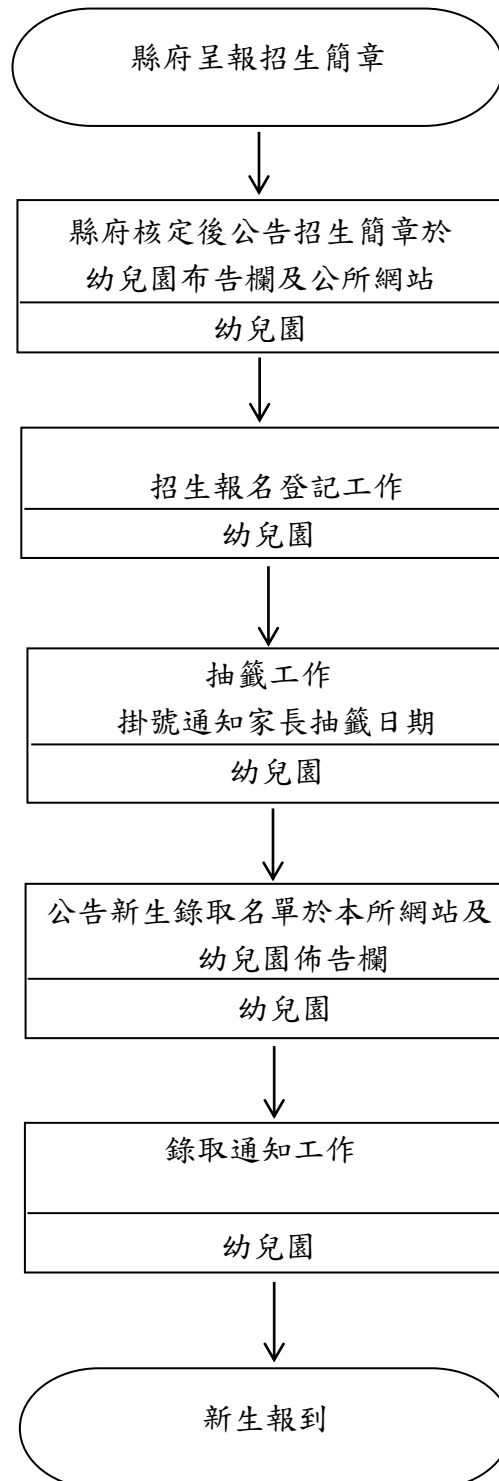 縣府呈報招生簡章
縣府核定後公告招生簡章於
幼兒園布告欄及公所網站
幼兒園
招生報名登記工作
幼兒園
抽籤工作
掛號通知家長抽籤日期
幼兒園
公告新生錄取名單於本所網站及
幼兒園佈告欄
幼兒園
錄取通知工作
幼兒園
新生報到